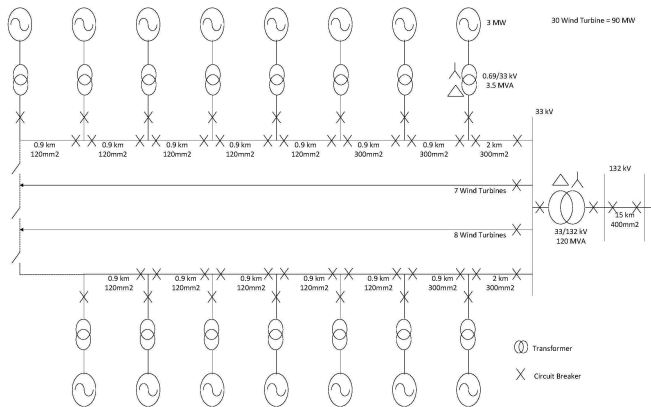 3 MW
30 Wind Turbine = 90 MW
0.69/33 kV
3.5 MVA
33 kV
0.9 km
120mm2
0.9 km
120mm2
0.9 km
120mm2
0.9 km
120mm2
0.9 km
120mm2
0.9 km
300mm2
0.9 km
300mm2
2 km
300mm2
132 kV
7 Wind Turbines
33/132 kV
120 MVA
15 km
400mm2
8 Wind Turbines
0.9 km
120mm2
0.9 km
120mm2
0.9 km
120mm2
0.9 km
120mm2
0.9 km
120mm2
0.9 km
300mm2
2 km
300mm2
Transformer
Circuit Breaker